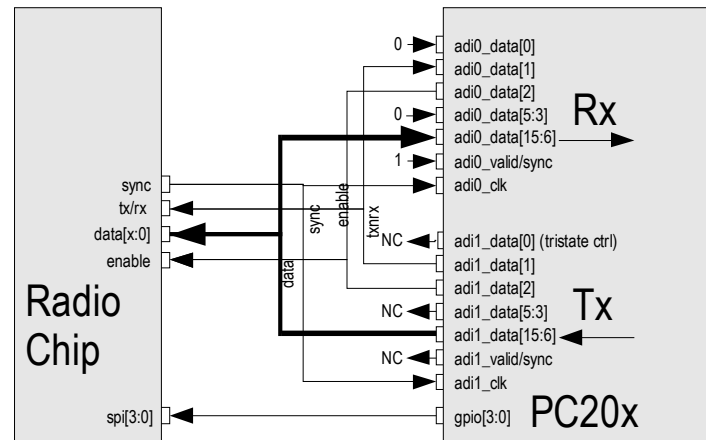 0
adi0_data[0]
adi0_data[1]
adi0_data[2]
0
adi0_data[5:3]
Rx
adi0_data[15:6]
1
adi0_valid/sync
sync
adi0_clk
tx/rx
sync
enable
txnrx
data[x:0]
NC
adi1_data[0] (tristate ctrl)
enable
adi1_data[1]
data
adi1_data[2]
Radio
Chip
NC
adi1_data[5:3]
Tx
adi1_data[15:6]
NC
adi1_valid/sync
adi1_clk
spi[3:0]
gpio[3:0]
PC20x